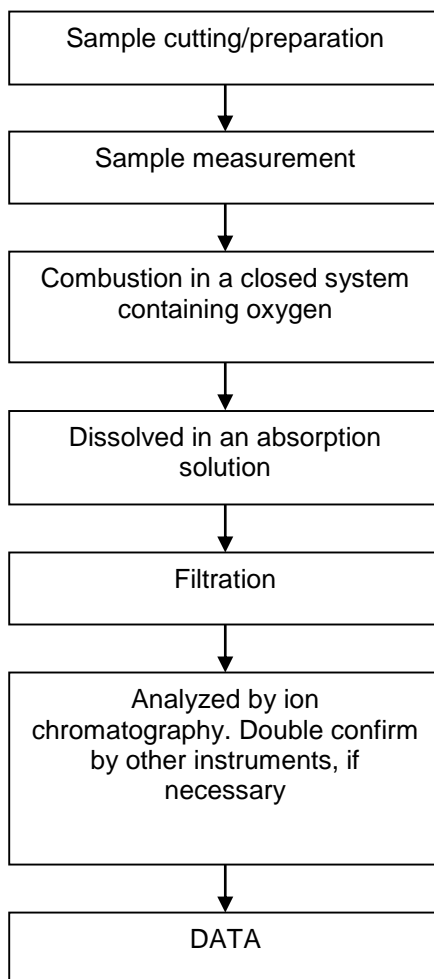 Sample cutting/preparation
Sample measurement
Combustion in a closed system
containing oxygen
Dissolved in an absorption
solution
Filtration
Analyzed by ion
chromatography. Double confirm
by other instruments, if
necessary
DATA